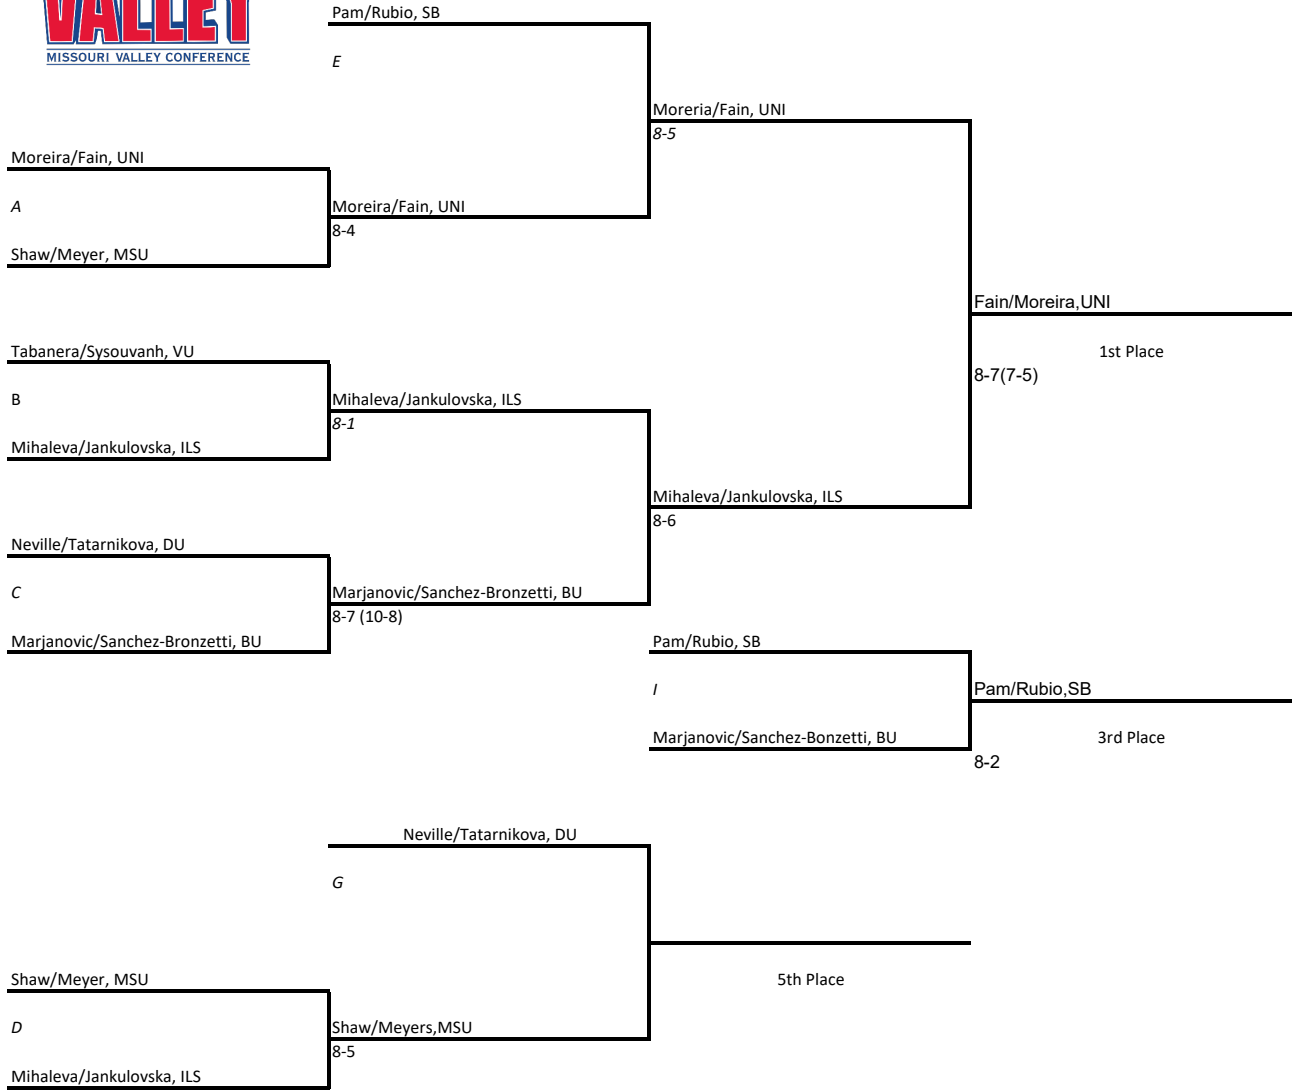 VALLEY
MISSOURI VALLEY CONFERENCE
Pam/Rubio, SB
E
Moreria/Fain, UNI
8-5
Moreira/Fain, UNI
A
Moreira/Fain, UNI
8-4
Shaw/Meyer, MSU
Fain/Moreira,UNI
1st Place
8-7(7-5)
Tabanera/Sysouvanh, VU
B
Mihaleva/Jankulovska, ILS
8-1
Mihaleva/Jankulovska, ILS
Mihaleva/Jankulovska, ILS
8-6
Neville/Tatarnikova, DU
C
Marjanovic/Sanchez-Bronzetti, BU
8-7 (10-8)
Marjanovic/Sanchez-Bronzetti, BU
Pam/Rubio, SB
I
Pam/Rubio,SB
Marjanovic/Sanchez-Bonzetti, BU
3rd Place
8-2
Neville/Tatarnikova, DU
G
5th Place
Shaw/Meyer, MSU
D
Shaw/Meyers,MSU
8-5
Mihaleva/Jankulovska, ILS